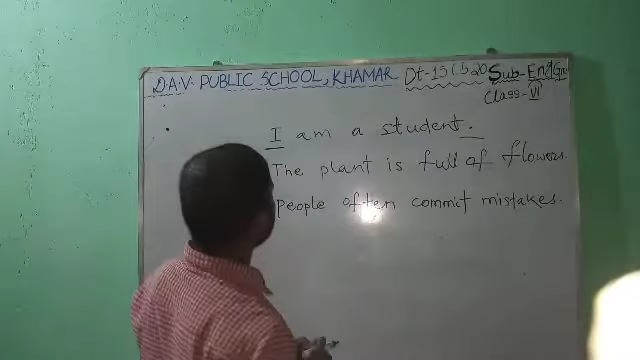 D.A.V. PUBLIC SCHOOL, KHAMAR Sub-Eng
Class-VI
I am a student.
The plant is full of flowers.
People often commit mistakes.